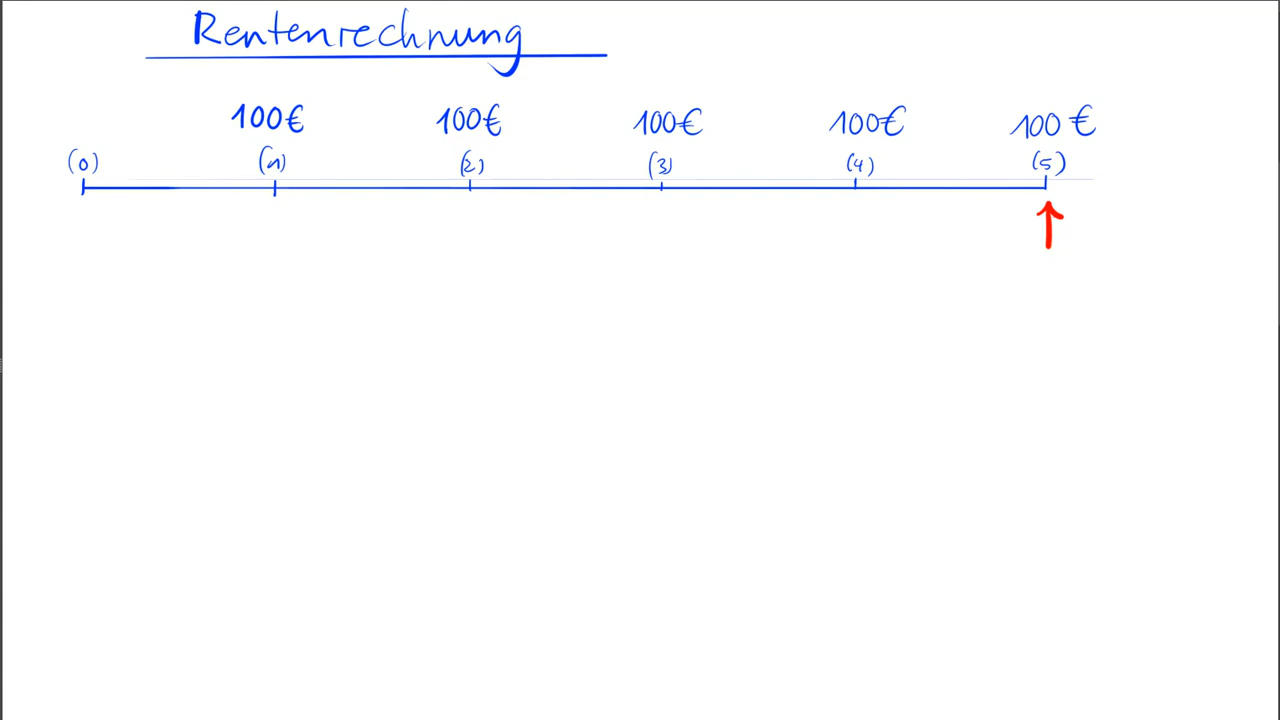 Rentenrechnung
100€ 100€ 100€ 100€ 100€
(0) (1) (2) (3) (4) (5)